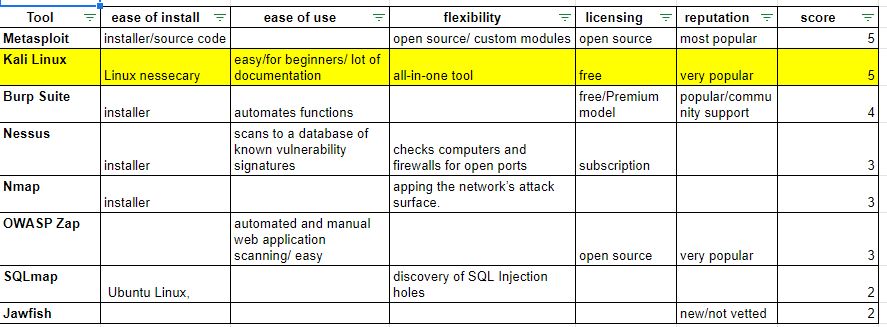 Tool ease of install ease of use flexibility licensing reputation score
Metasploit installer/source code open source/ custom modules open source most popular 5
Kali Linux Linux nessecary easy/for beginners/ lot of
documentation all-in-one tool free very popular 5
Burp Suite installer automates functions free/Premium
model popular/commu
nity support 4
Nessus installer scans to a database of
known vulnerability
signatures checks computers and
firewalls for open ports subscription 3
Nmap installer apping the network's attack
surface. 3
OWASP Zap automated and manual
web application
scanning/ easy open source very popular 3
SQLmap Ubuntu Linux, discovery of SQL Injection
holes 2
Jawfish new/not vetted 2